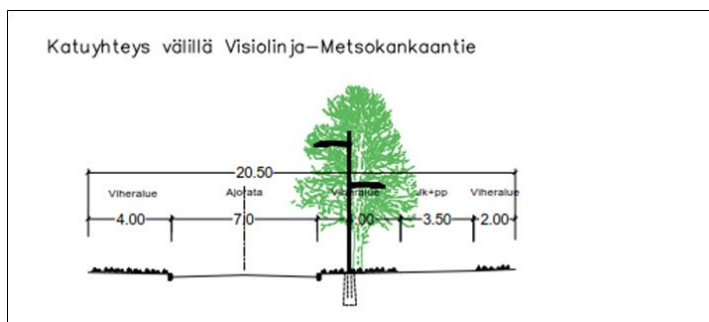 Katuyhteys välillä Visiolinja–Metsokankaantie
20.50
Viheralue Ajorata Viheralue Jk+pp Viheralue
4.00 7.0 4.00 3.50 2.00